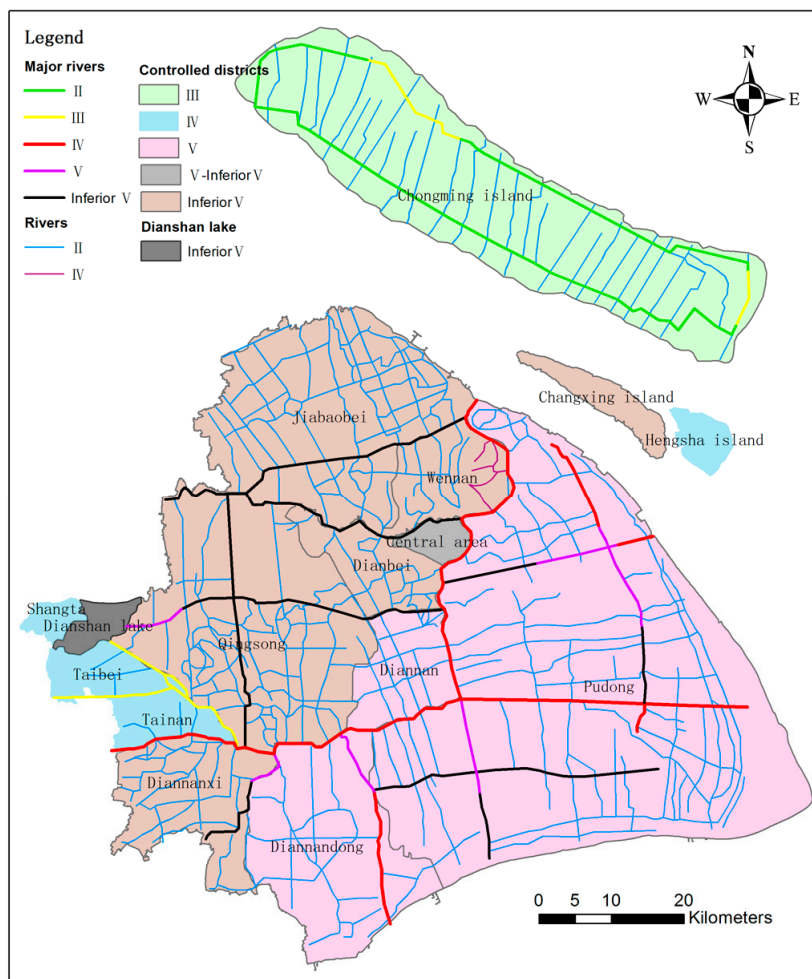 Legend
Major rivers
II
III
IV
V
Inferior V
Rivers
II
IV
Controlled districts
III
IV
V
V-Inferior V
Inferior V
Dianshan lake
Inferior V
N
W E
S
Chongming island
Changxing island
Hengsha island
Jiabaobei
Wennan
Central area
Dianbei
Shangta
Dianshan lake
Qingsong
Taibei
Diannan
Pudong
Tainan
Diannanxi
Diannandong
0 5 10 20
Kilometers